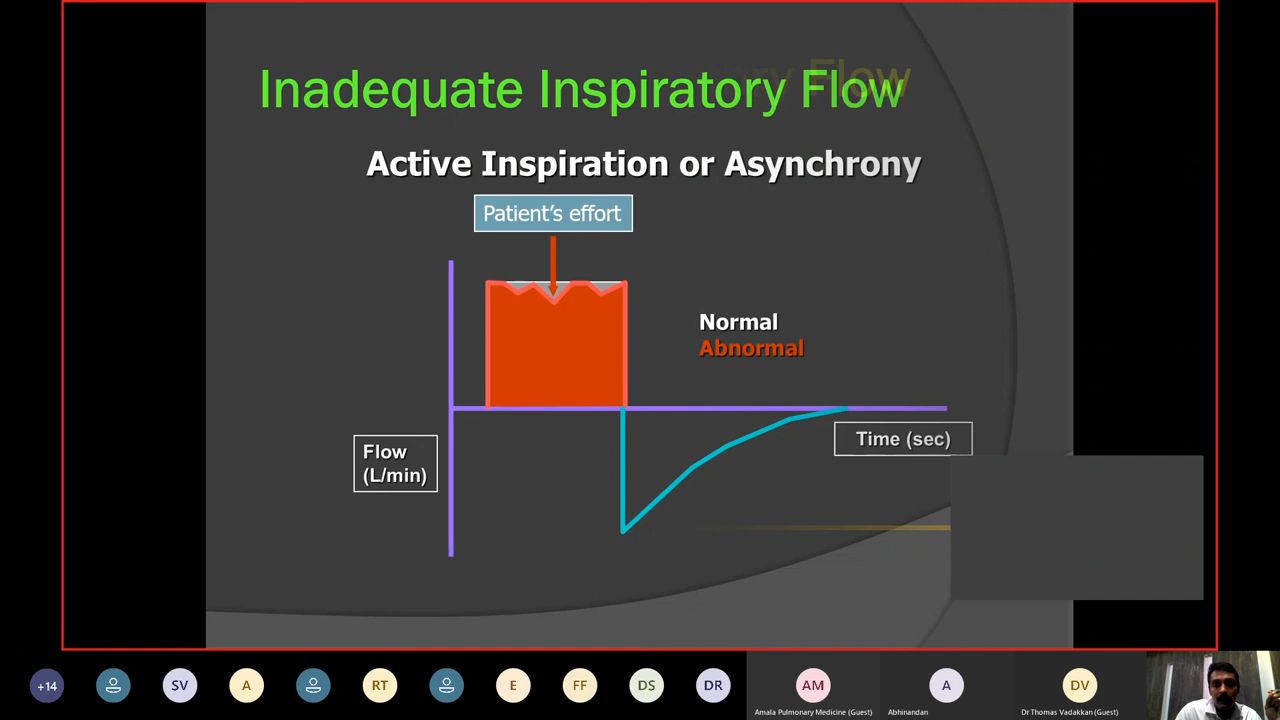 Inadequate Inspiratory Flow
Active Inspiration or Asynchrony
Patient's effort
Normal
Abnormal
Time (sec)
Flow
(L/min)
+14
SV
A
RT
E
FF
DS
DR
AM
A
DV
Amala Pulmonary Medicine (Guest)
Abhinandan
Dr Thomas Vadakkan (Guest)